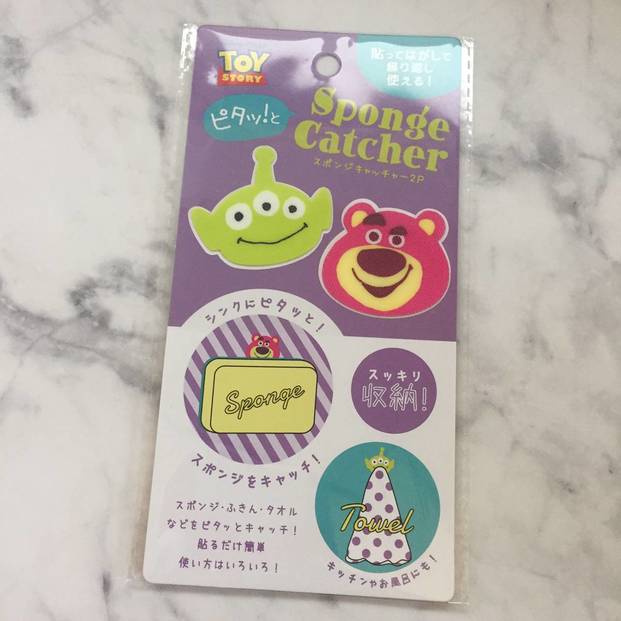 TOY
STORY
貼ってはがして
繰り返し
使える!
ピタッ!と
Sponge
Catcher
スポンジキャッチャー2P
シンクにピタッと!
Sponge
スポンジをキャッチ!
スッキリ
収納!
スポンジ・ふきん・タオル
などをピタッとキャッチ!
貼るだけ簡単
使い方はいろいろ!
Towel
キッチンやお風呂にも!